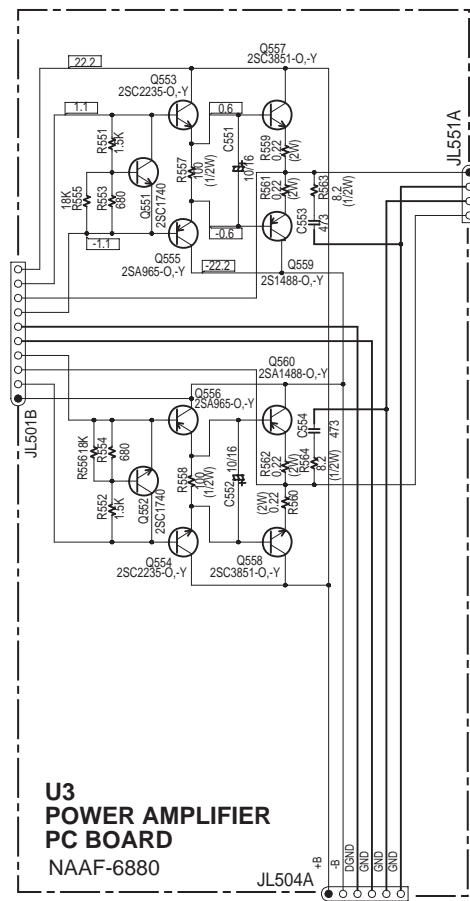 22.2
Q557
2SC3851-O,-Y
Q553
2SC2235-O,-Y
1.1
0.6
R551
1.5K
C551
10/16
R559
0.22
(2W)
JL551A
R557
100
(1/2W)
18K
R555
R553
680
Q551
2SC1740
R561
0.22
(2W)
R563
8.2
(1/2W)
C553
473
-1.1
-0.6
Q555
2SA965-O,-Y
-22.2
Q559
2S1488-O,-Y
Q560
2SA1488-O,-Y
Q556
2SA965-O,-Y
JL501B
R556
18K
R554
680
C554
473
R558
100
(1/2W)
C552
10/16
R562
0.22
(2W)
R564
8.2
(1/2W)
R552
1.5K
Q552
2SC1740
(2W)
0.22
R560
Q554
2SC2235-O,-Y
Q558
2SC3851-O,-Y
U3
POWER AMPLIFIER
PC BOARD
NAAF-6880
JL504A
+B
-B
DGND
GND
GND
GND